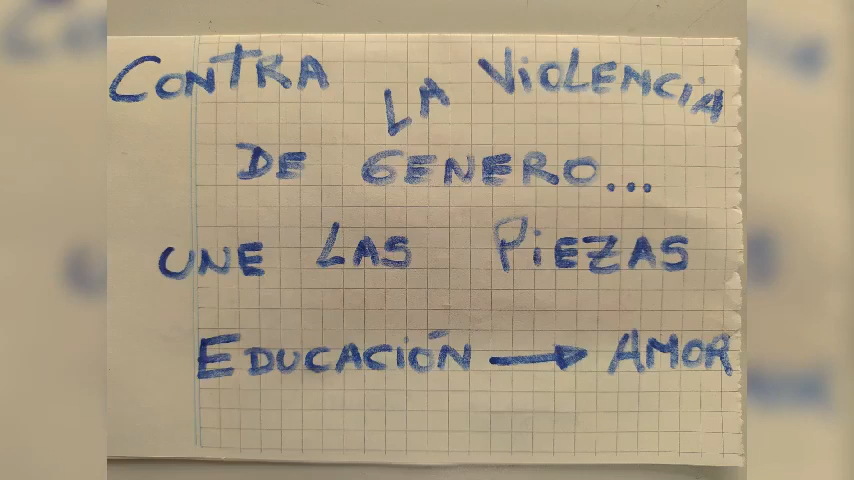 CONTRA LA VIOLENCIA
DE GENERO...
UNE LAS PIEZAS
EDUCACIÓN → AMOR